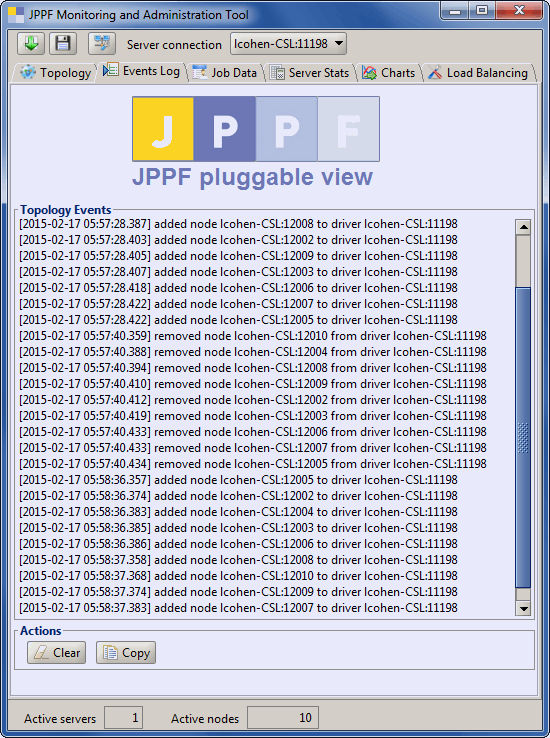 JPPF Monitoring and Administration Tool
Server connection lcohen-CSL:11198
Topology Events Log Job Data Server Stats Charts Load Balancing
J P P F
JPPF pluggable view
Topology Events
[2015-02-17 05:57:28.387] added node lcohen-CSL:12008 to driver lcohen-CSL:11198
[2015-02-17 05:57:28.403] added node lcohen-CSL:12002 to driver lcohen-CSL:11198
[2015-02-17 05:57:28.405] added node lcohen-CSL:12009 to driver lcohen-CSL:11198
[2015-02-17 05:57:28.407] added node lcohen-CSL:12003 to driver lcohen-CSL:11198
[2015-02-17 05:57:28.418] added node lcohen-CSL:12006 to driver lcohen-CSL:11198
[2015-02-17 05:57:28.422] added node lcohen-CSL:12007 to driver lcohen-CSL:11198
[2015-02-17 05:57:28.422] added node lcohen-CSL:12005 to driver lcohen-CSL:11198
[2015-02-17 05:57:40.359] removed node lcohen-CSL:12010 from driver lcohen-CSL:11198
[2015-02-17 05:57:40.388] removed node lcohen-CSL:12004 from driver lcohen-CSL:11198
[2015-02-17 05:57:40.394] removed node lcohen-CSL:12008 from driver lcohen-CSL:11198
[2015-02-17 05:57:40.410] removed node lcohen-CSL:12009 from driver lcohen-CSL:11198
[2015-02-17 05:57:40.412] removed node lcohen-CSL:12002 from driver lcohen-CSL:11198
[2015-02-17 05:57:40.419] removed node lcohen-CSL:12003 from driver lcohen-CSL:11198
[2015-02-17 05:57:40.433] removed node lcohen-CSL:12006 from driver lcohen-CSL:11198
[2015-02-17 05:57:40.433] removed node lcohen-CSL:12007 from driver lcohen-CSL:11198
[2015-02-17 05:57:40.434] removed node lcohen-CSL:12005 from driver lcohen-CSL:11198
[2015-02-17 05:58:36.357] added node lcohen-CSL:12005 to driver lcohen-CSL:11198
[2015-02-17 05:58:36.374] added node lcohen-CSL:12002 to driver lcohen-CSL:11198
[2015-02-17 05:58:36.383] added node lcohen-CSL:12004 to driver lcohen-CSL:11198
[2015-02-17 05:58:36.385] added node lcohen-CSL:12003 to driver lcohen-CSL:11198
[2015-02-17 05:58:36.386] added node lcohen-CSL:12006 to driver lcohen-CSL:11198
[2015-02-17 05:58:37.358] added node lcohen-CSL:12008 to driver lcohen-CSL:11198
[2015-02-17 05:58:37.368] added node lcohen-CSL:12010 to driver lcohen-CSL:11198
[2015-02-17 05:58:37.374] added node lcohen-CSL:12009 to driver lcohen-CSL:11198
[2015-02-17 05:58:37.383] added node lcohen-CSL:12007 to driver lcohen-CSL:11198
Actions
Clear Copy
Active servers 1 Active nodes 10